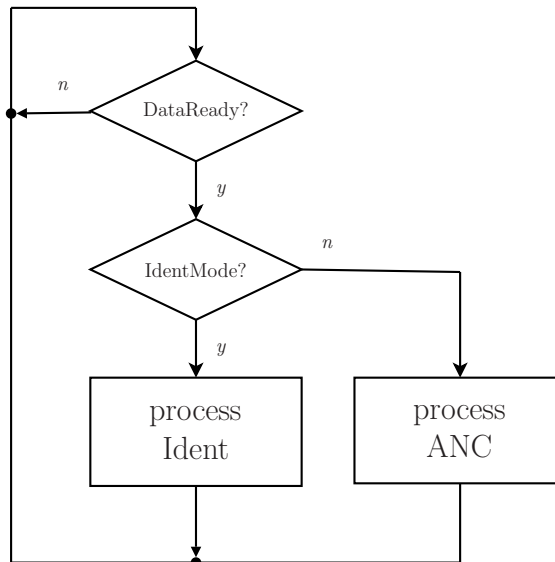 n
DataReady?
y
n
IdentMode?
y
process
Ident
process
ANC